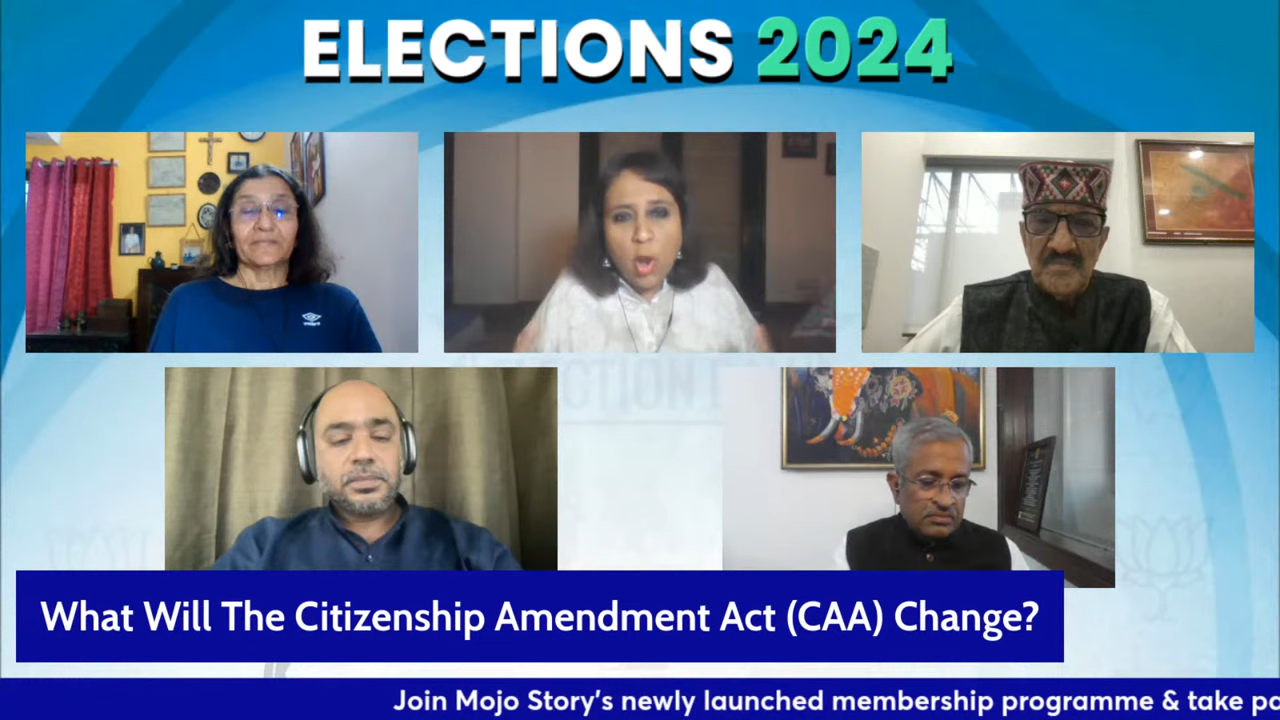 ELECTIONS 2024
What Will The Citizenship Amendment Act (CAA) Change?
Join Mojo Story's newly launched membership programme & take